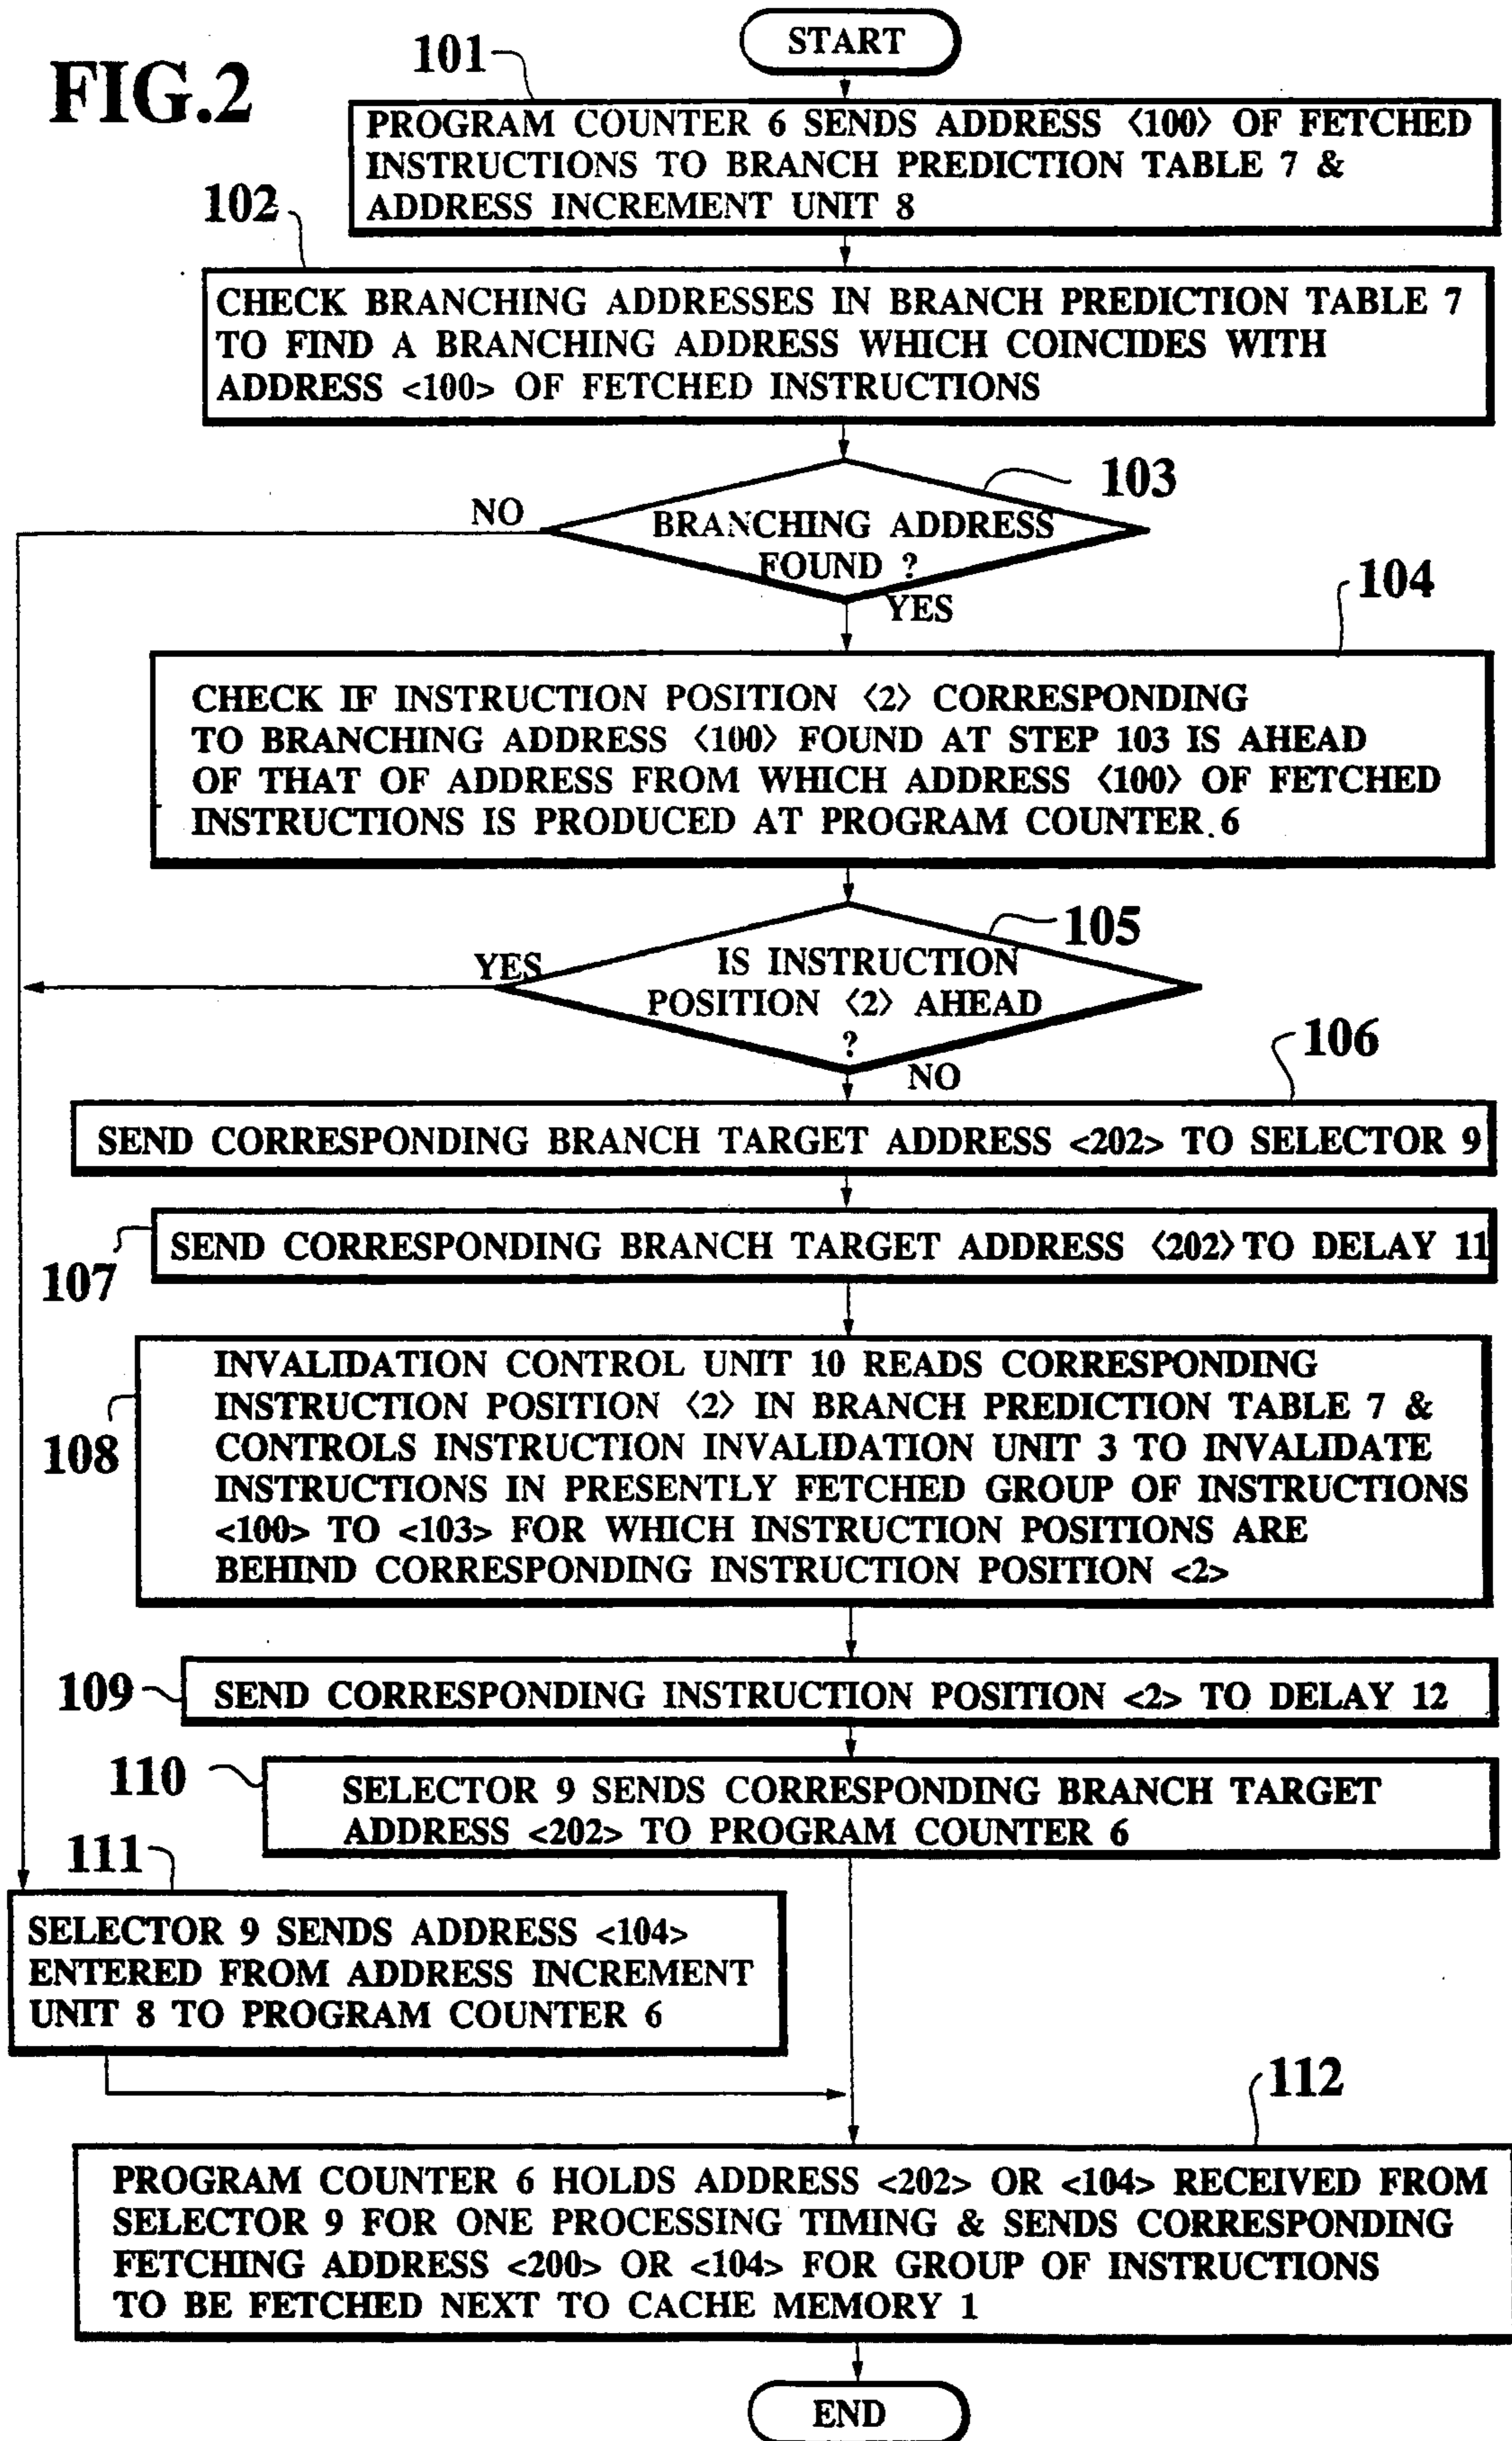 FIG.2
START
101
PROGRAM COUNTER 6 SENDS ADDRESS <100> OF FETCHED
INSTRUCTIONS TO BRANCH PREDICTION TABLE 7 &
ADDRESS INCREMENT UNIT 8
102
CHECK BRANCHING ADDRESSES IN BRANCH PREDICTION TABLE 7
TO FIND A BRANCHING ADDRESS WHICH COINCIDES WITH
ADDRESS <100> OF FETCHED INSTRUCTIONS
103
NO
BRANCHING ADDRESS
FOUND ?
YES
104
CHECK IF INSTRUCTION POSITION <2> CORRESPONDING
TO BRANCHING ADDRESS <100> FOUND AT STEP 103 IS AHEAD
OF THAT OF ADDRESS FROM WHICH ADDRESS <100> OF FETCHED
INSTRUCTIONS IS PRODUCED AT PROGRAM COUNTER 6
105
YES
IS INSTRUCTION
POSITION <2> AHEAD
?
NO
106
SEND CORRESPONDING BRANCH TARGET ADDRESS <202> TO SELECTOR 9
107
SEND CORRESPONDING BRANCH TARGET ADDRESS <202> TO DELAY 11
108
INVALIDATION CONTROL UNIT 10 READS CORRESPONDING
INSTRUCTION POSITION <2> IN BRANCH PREDICTION TABLE 7 &
CONTROLS INSTRUCTION INVALIDATION UNIT 3 TO INVALIDATE
INSTRUCTIONS IN PRESENTLY FETCHED GROUP OF INSTRUCTIONS
<100> TO <103> FOR WHICH INSTRUCTION POSITIONS ARE
BEHIND CORRESPONDING INSTRUCTION POSITION <2>
109
SEND CORRESPONDING INSTRUCTION POSITION <2> TO DELAY 12
110
SELECTOR 9 SENDS CORRESPONDING BRANCH TARGET
ADDRESS <202> TO PROGRAM COUNTER 6
111
SELECTOR 9 SENDS ADDRESS <104>
ENTERED FROM ADDRESS INCREMENT
UNIT 8 TO PROGRAM COUNTER 6
112
PROGRAM COUNTER 6 HOLDS ADDRESS <202> OR <104> RECEIVED FROM
SELECTOR 9 FOR ONE PROCESSING TIMING & SENDS CORRESPONDING
FETCHING ADDRESS <200> OR <104> FOR GROUP OF INSTRUCTIONS
TO BE FETCHED NEXT TO CACHE MEMORY 1
END